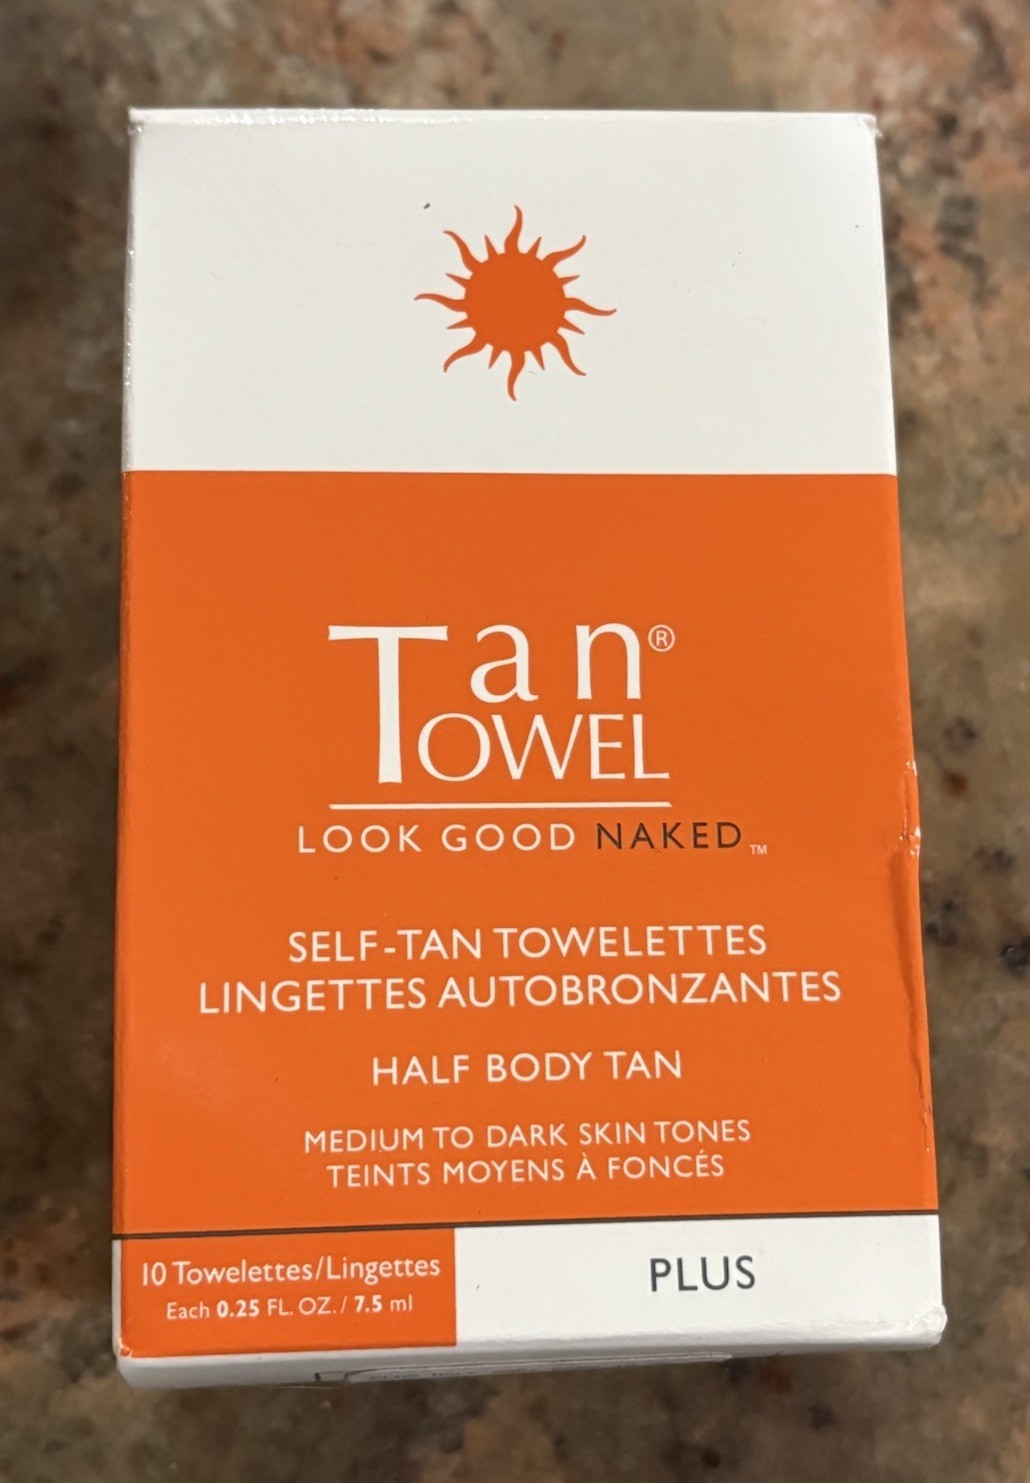 Tan®
TOWEL
LOOK GOOD NAKED™
SELF-TAN TOWELETTES
LINGETTES AUTOBRONZANTES
HALF BODY TAN
MEDIUM TO DARK SKIN TONES
TEINTS MOYENS À FONCÉS
10 Towelettes/Lingettes
Each 0.25 FL. OZ. / 7.5 ml
PLUS